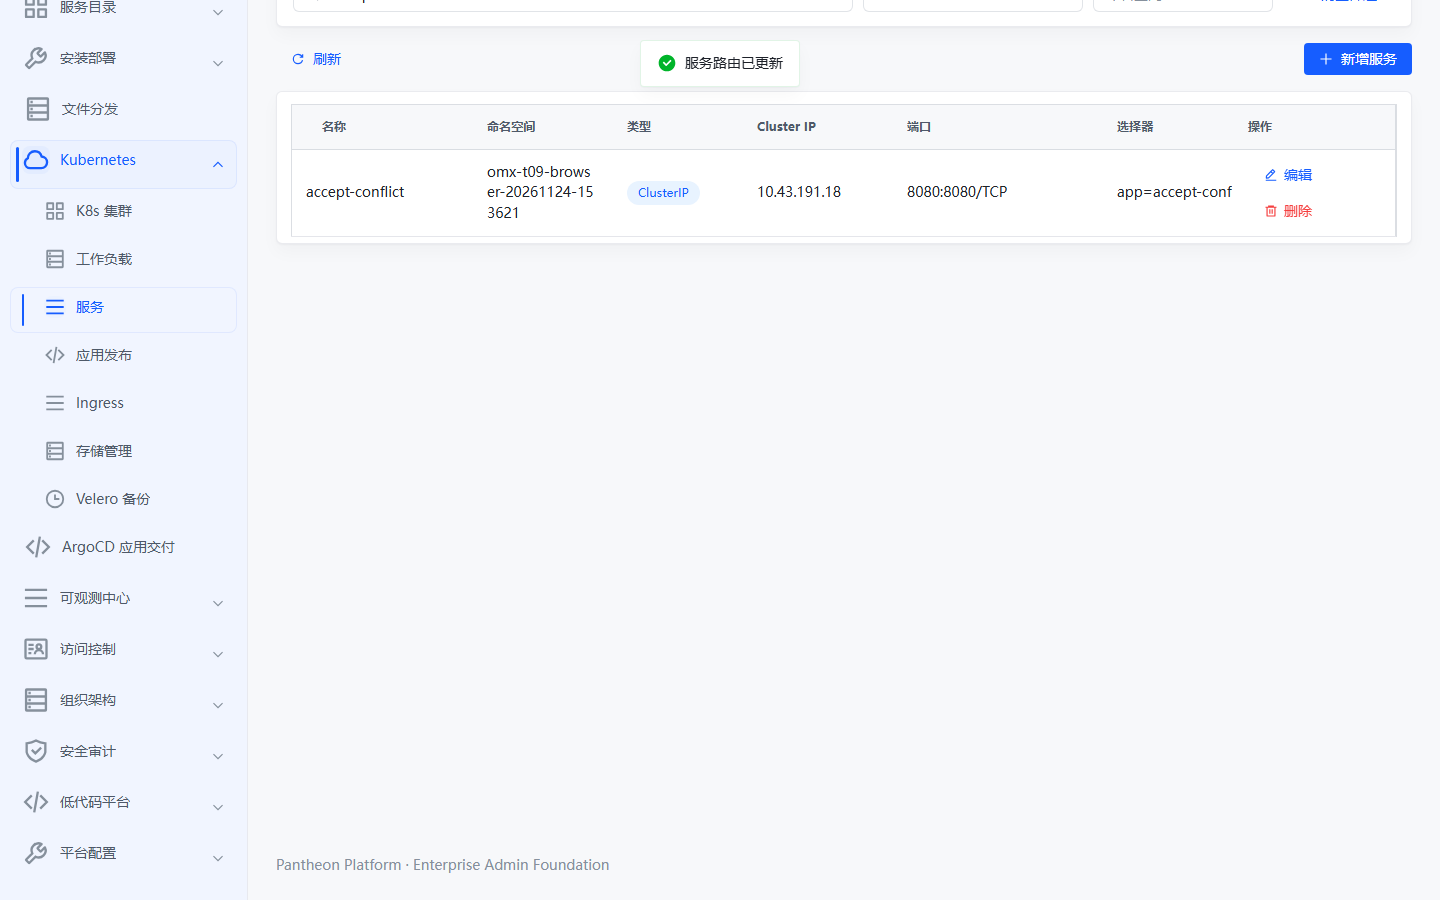 服务目录
安装部署
文件分发
Kubernetes
K8s 集群
工作负载
服务
应用发布
Ingress
存储管理
Velero 备份
ArgoCD 应用交付
可观测中心
访问控制
组织架构
安全审计
低代码平台
平台配置
刷新
服务路由已更新
新增服务
名称 命名空间 类型 Cluster IP 端口 选择器 操作
accept-conflict
omx-t09-brows
er-20261124-15
3621
ClusterIP
10.43.191.18
8080:8080/TCP
app=accept-conf
编辑
删除
Pantheon Platform · Enterprise Admin Foundation